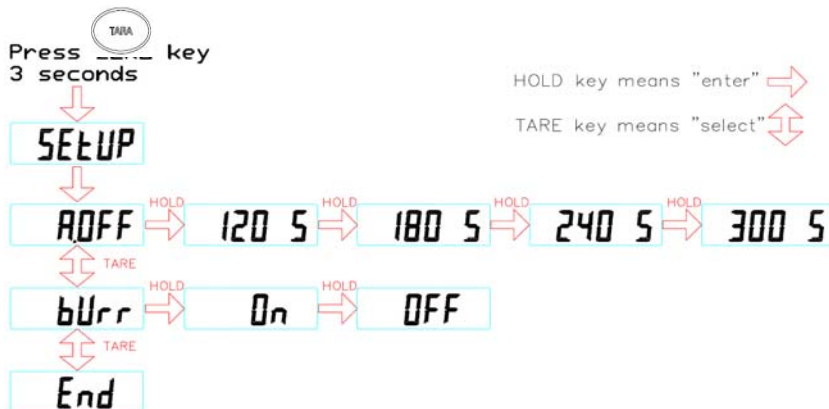 TARA
Press key
3 seconds
HOLD key means "enter"
TARE key means "select"
SEtUP
A.OFF HOLD 120 S HOLD 180 S HOLD 240 S HOLD 300 S
TARE
bUrr HOLD On HOLD OFF
TARE
End